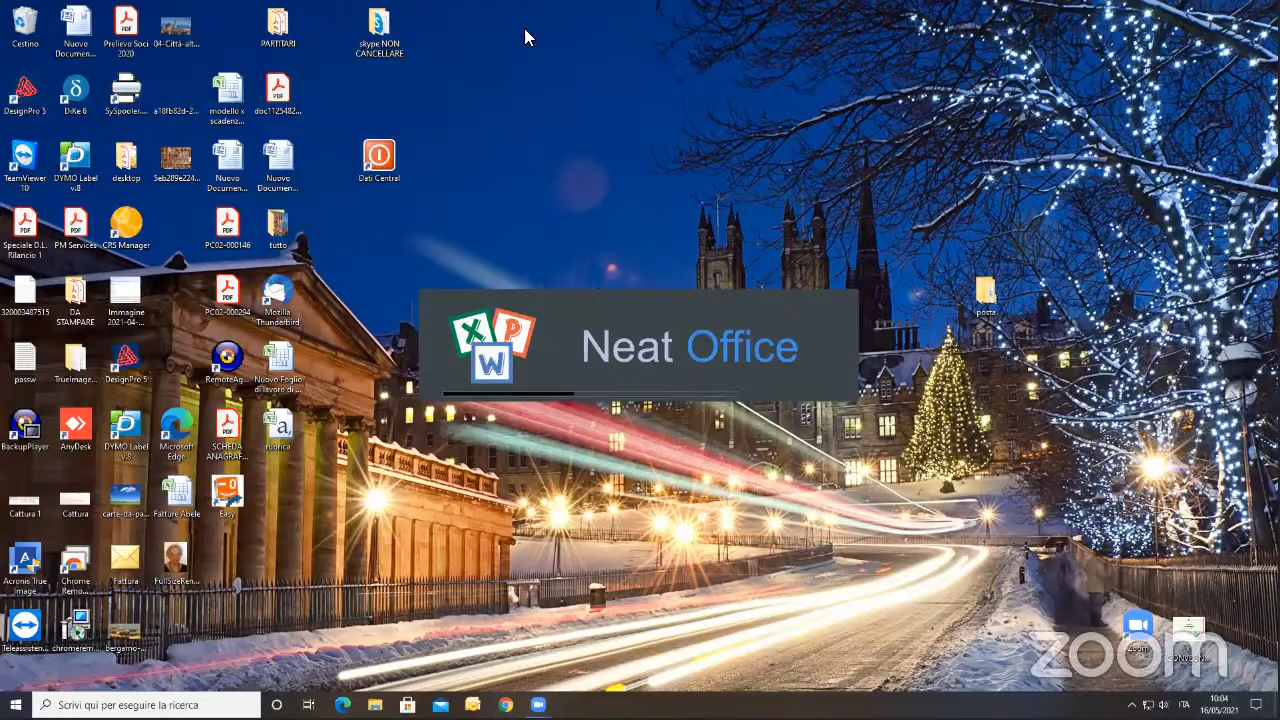 Cestino
Nuovo Documen...
Prelievo Soci 2020
04-Città-alt...
PARTITARI
skype NON CANCELLARE
DesignPro 5
DiKe 6
SySpooler...
a18fb82d-2...
modello x scadenz...
doc1125482...
TeamViewer 10
DYMO Label v.8
desktop
5eb289e224...
Nuovo Documen...
Nuovo Documen...
Dati Central
Speciale D.L. Rilancio 1
PM Services
CRS Manager
PC02-000146
tutto
320003487515
DA STAMPARE
Immagine 2021-04-...
PC02-000294
Mozilla Thunderbird
posta
Neat Office
passw
TrueImage...
DesignPro 5
RemoteAg...
Nuovo Foglio di lavoro di...
BackupPlayer
AnyDesk
DYMO Label v.8
Microsoft Edge
SCHEDA ANAGRAF...
rubrica
Cattura 1
Cattura
carte-da-pa...
Fatture Abele
Easy
Acronis True Image
Chrome Remo...
Fattura
FullSizeRen...
Teleassisten...
chromerem...
bergamo-...
Zoom
zoom
Scrivi qui per eseguire la ricerca
ITA
10:04
16/05/2021